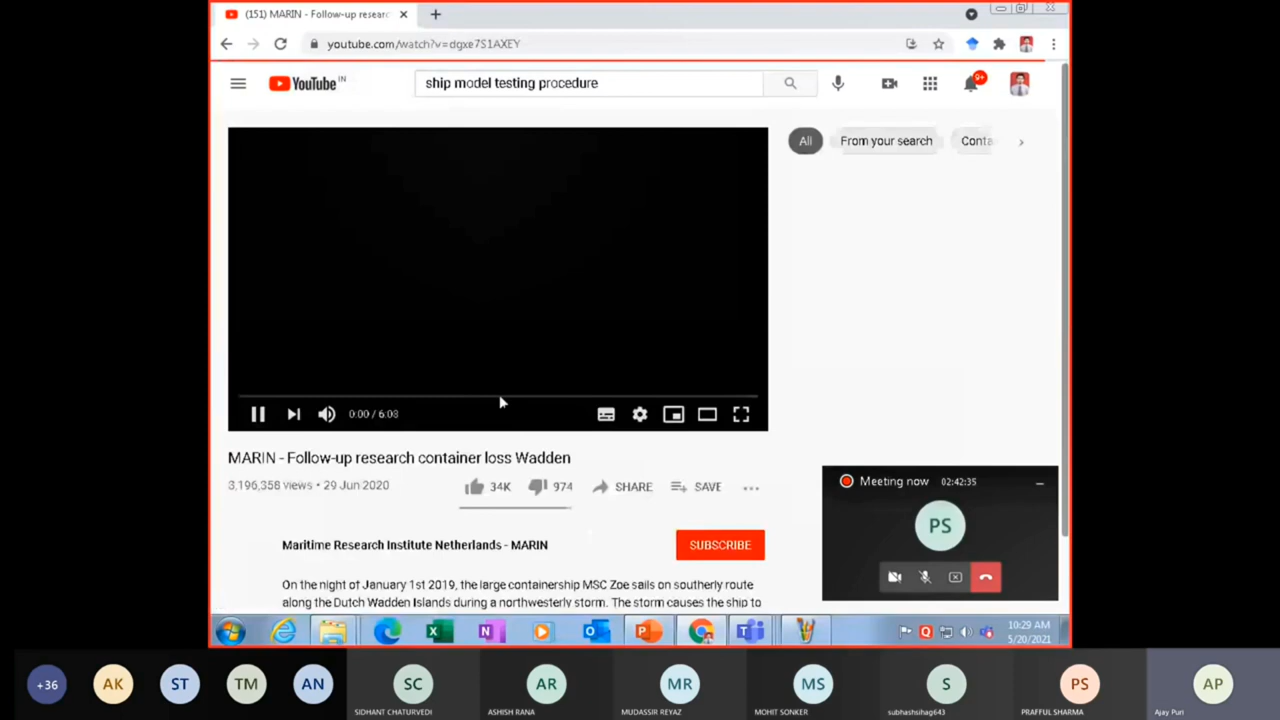 (151) MARIN - Follow-up researc
youtube.com/watch?v=dgxe7S1AXEY
YouTube IN
ship model testing procedure
9+
All
From your search
Conta
0:00 / 6:03
MARIN - Follow-up research container loss Wadden
3,196,358 views • 29 Jun 2020
34K
974
SHARE
SAVE
Maritime Research Institute Netherlands - MARIN
SUBSCRIBE
On the night of January 1st 2019, the large containership MSC Zoe sails on southerly route
along the Dutch Wadden Islands during a northwesterly storm. The storm causes the ship to
Meeting now
02:42:35
PS
10:29 AM
5/20/2021
+36
AK
ST
TM
AN
SC
SIDHANT CHATURVEDI
AR
ASHISH RANA
MR
MUDASSIR REYAZ
MS
MOHIT SONKER
S
subhashsihag643
PS
PRAFFUL SHARMA
AP
Ajay Puri